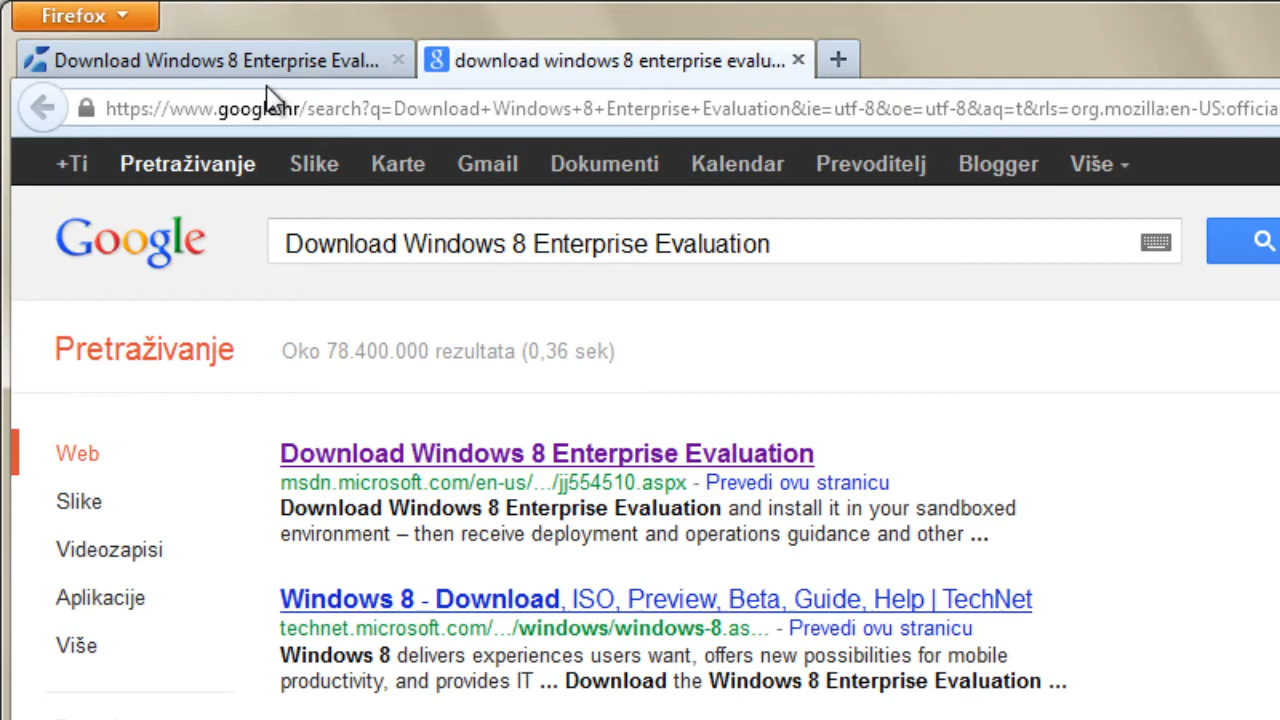 Firefox
Download Windows 8 Enterprise Eval...
download windows 8 enterprise evalu...
https://www.google.hr/search?q=Download+Windows+8+Enterprise+Evaluation&ie=utf-8&oe=utf-8&aq=t&rls=org.mozilla:en-US:official
+Ti Pretraživanje Slike Karte Gmail Dokumenti Kalendar Prevoditelj Blogger Više
Google
Download Windows 8 Enterprise Evaluation
Pretraživanje
Oko 78.400.000 rezultata (0,36 sek)
Web
Slike
Videozapisi
Aplikacije
Više
Download Windows 8 Enterprise Evaluation
msdn.microsoft.com/en-us/.../jj554510.aspx - Prevedi ovu stranicu
Download Windows 8 Enterprise Evaluation and install it in your sandboxed
environment – then receive deployment and operations guidance and other ...
Windows 8 - Download, ISO, Preview, Beta, Guide, Help | TechNet
technet.microsoft.com/.../windows/windows-8.as... - Prevedi ovu stranicu
Windows 8 delivers experiences users want, offers new possibilities for mobile
productivity, and provides IT ... Download the Windows 8 Enterprise Evaluation ...